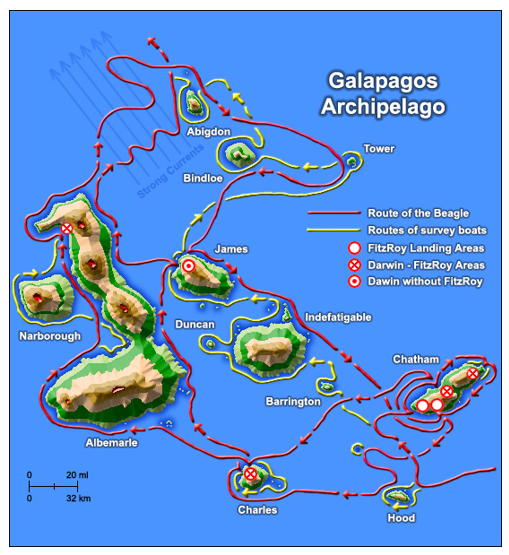 Galapagos
Archipelago
Abigdon
Tower
Bindloe
Strong Currents
Route of the Beagle
Routes of survey boats
FitzRoy Landing Areas
Darwin - FitzRoy Areas
Dawin without FitzRoy
James
Indefatigable
Duncan
Narborough
Chatham
Barrington
Albemarle
0 20 ml
0 32 km
Charles
Hood